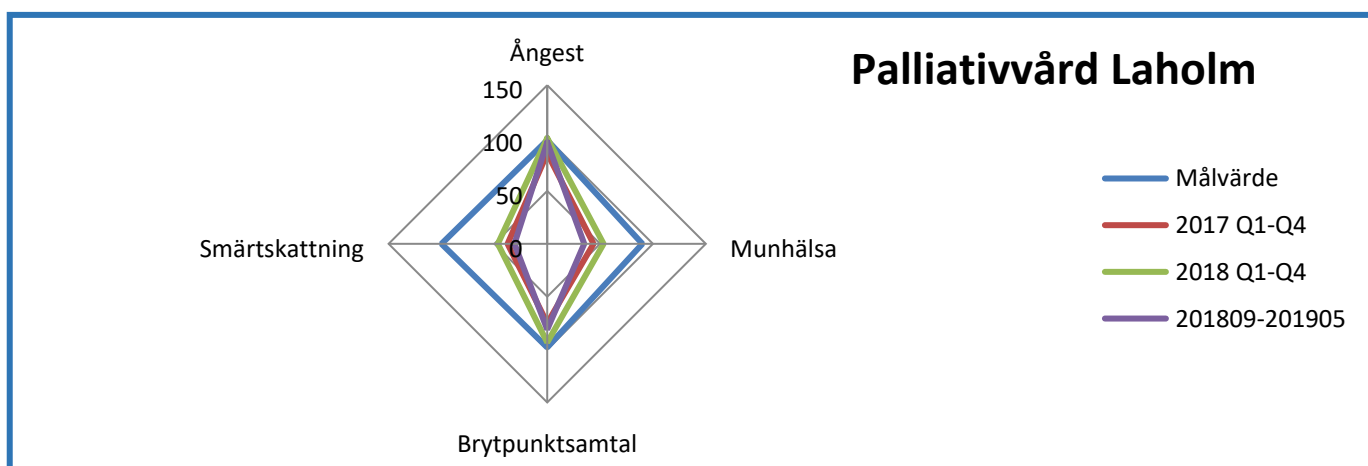 Palliativvård Laholm
Ångest
150
100
50
0
Smärtskattning
Munhälsa
Brytpunktsamtal
Målvärde
2017 Q1-Q4
2018 Q1-Q4
201809-201905